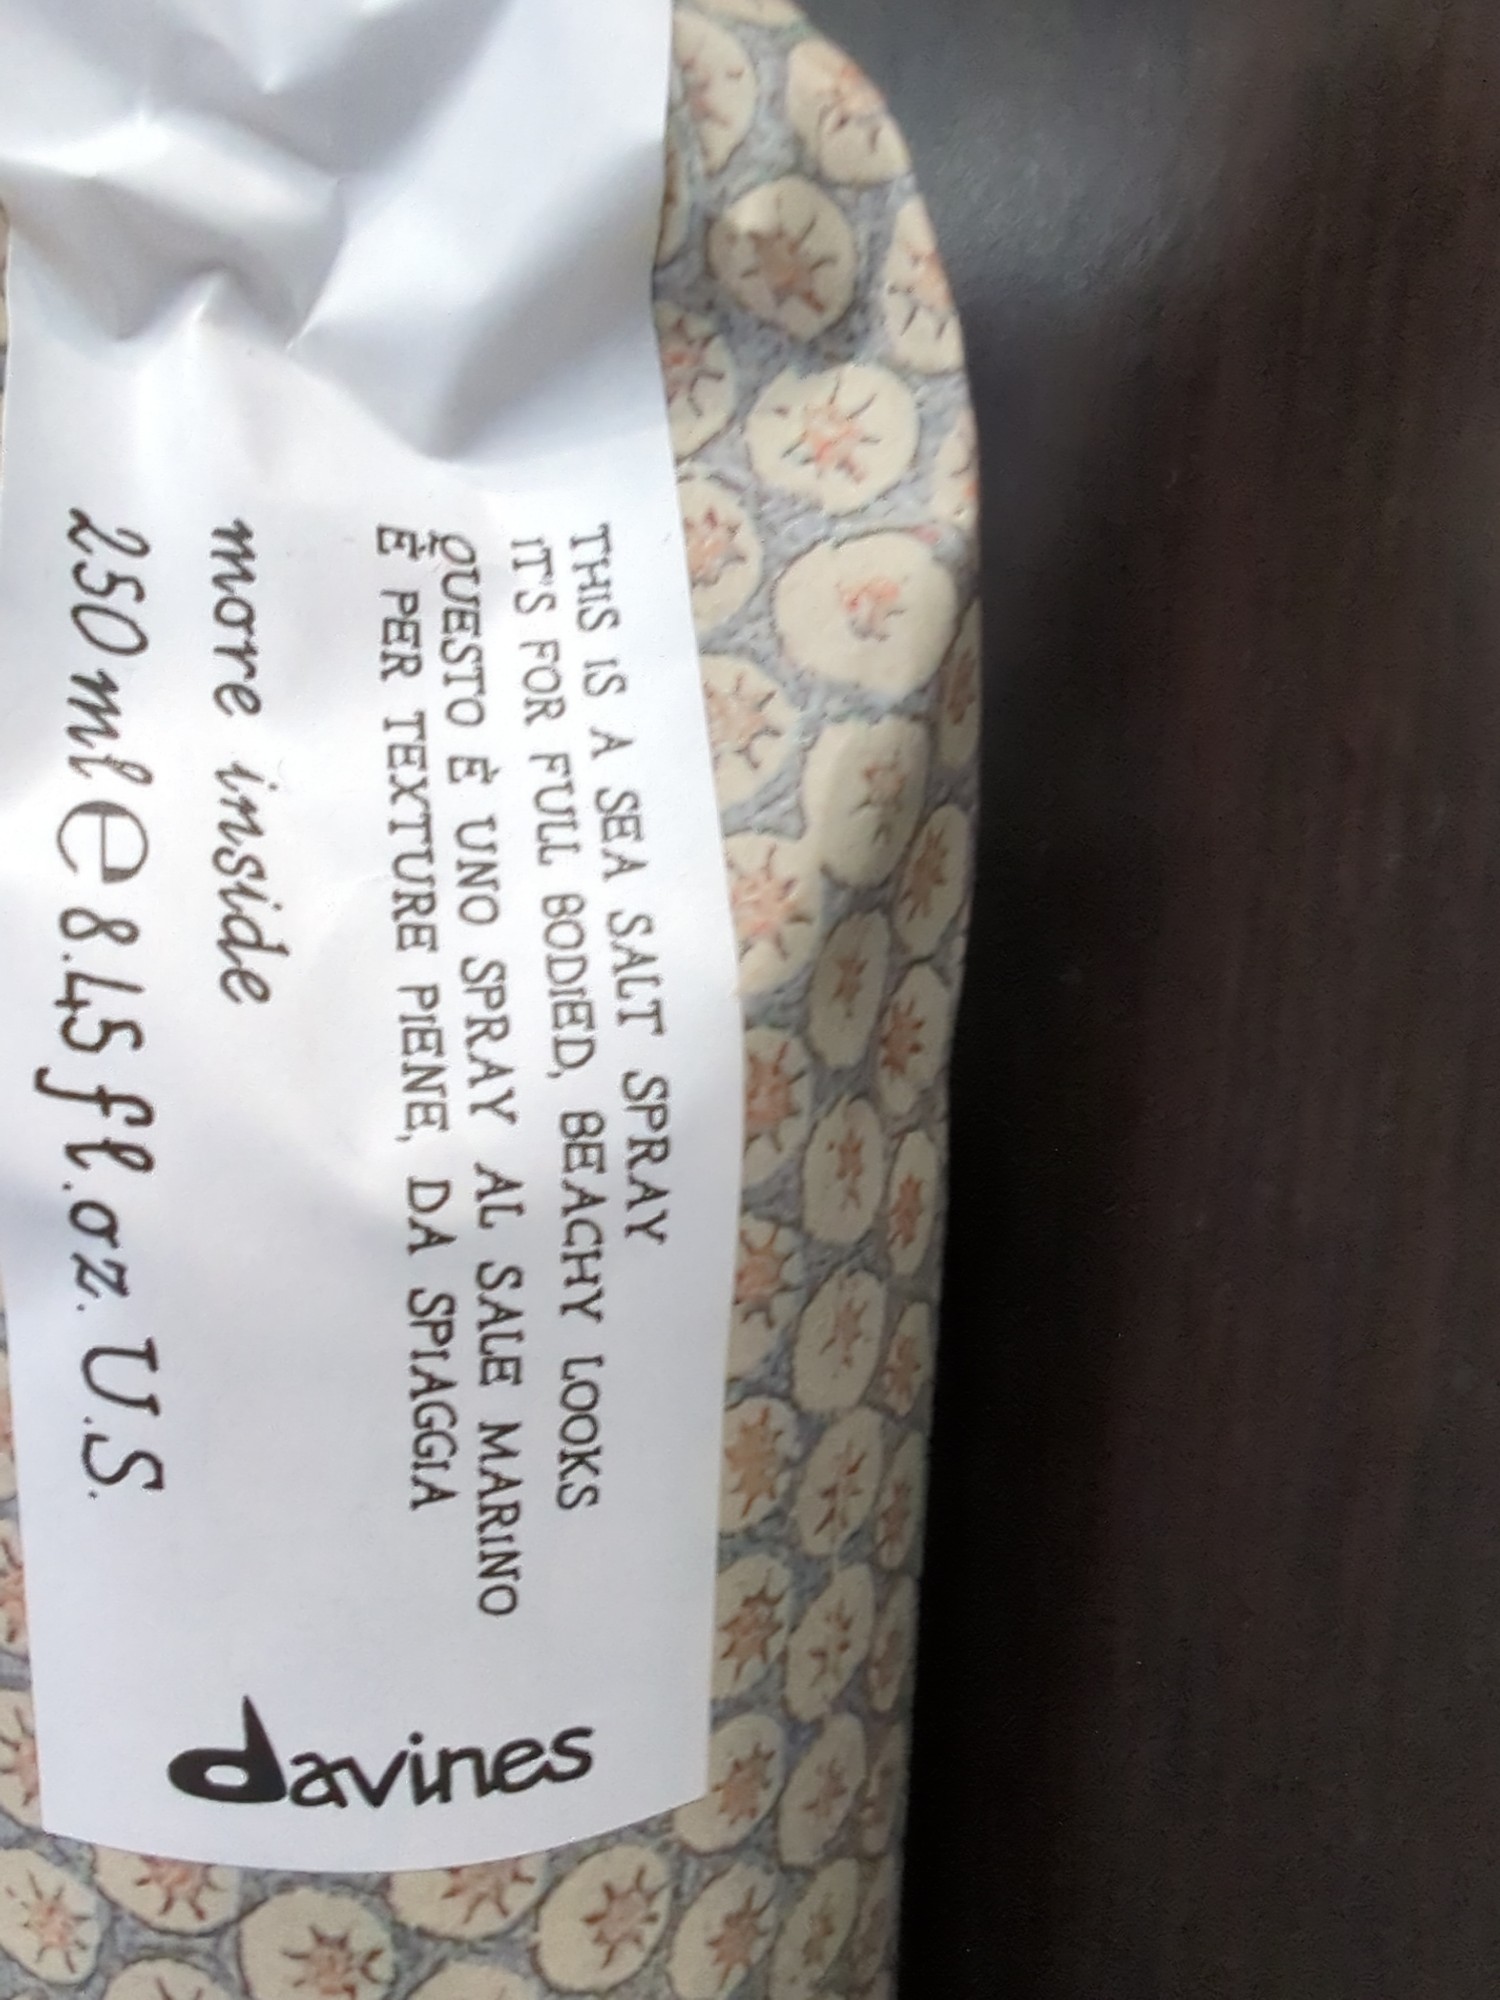 THIS IS A SEA SALT SPRAY
IT'S FOR FULL BODIED, BEACHY LOOKS
QUESTO È UNO SPRAY AL SALE MARINO
È PER TEXTURE PIENE, DA SPIAGGIA
more inside
250 ml e 8.45 fl.oz. U.S.
davines